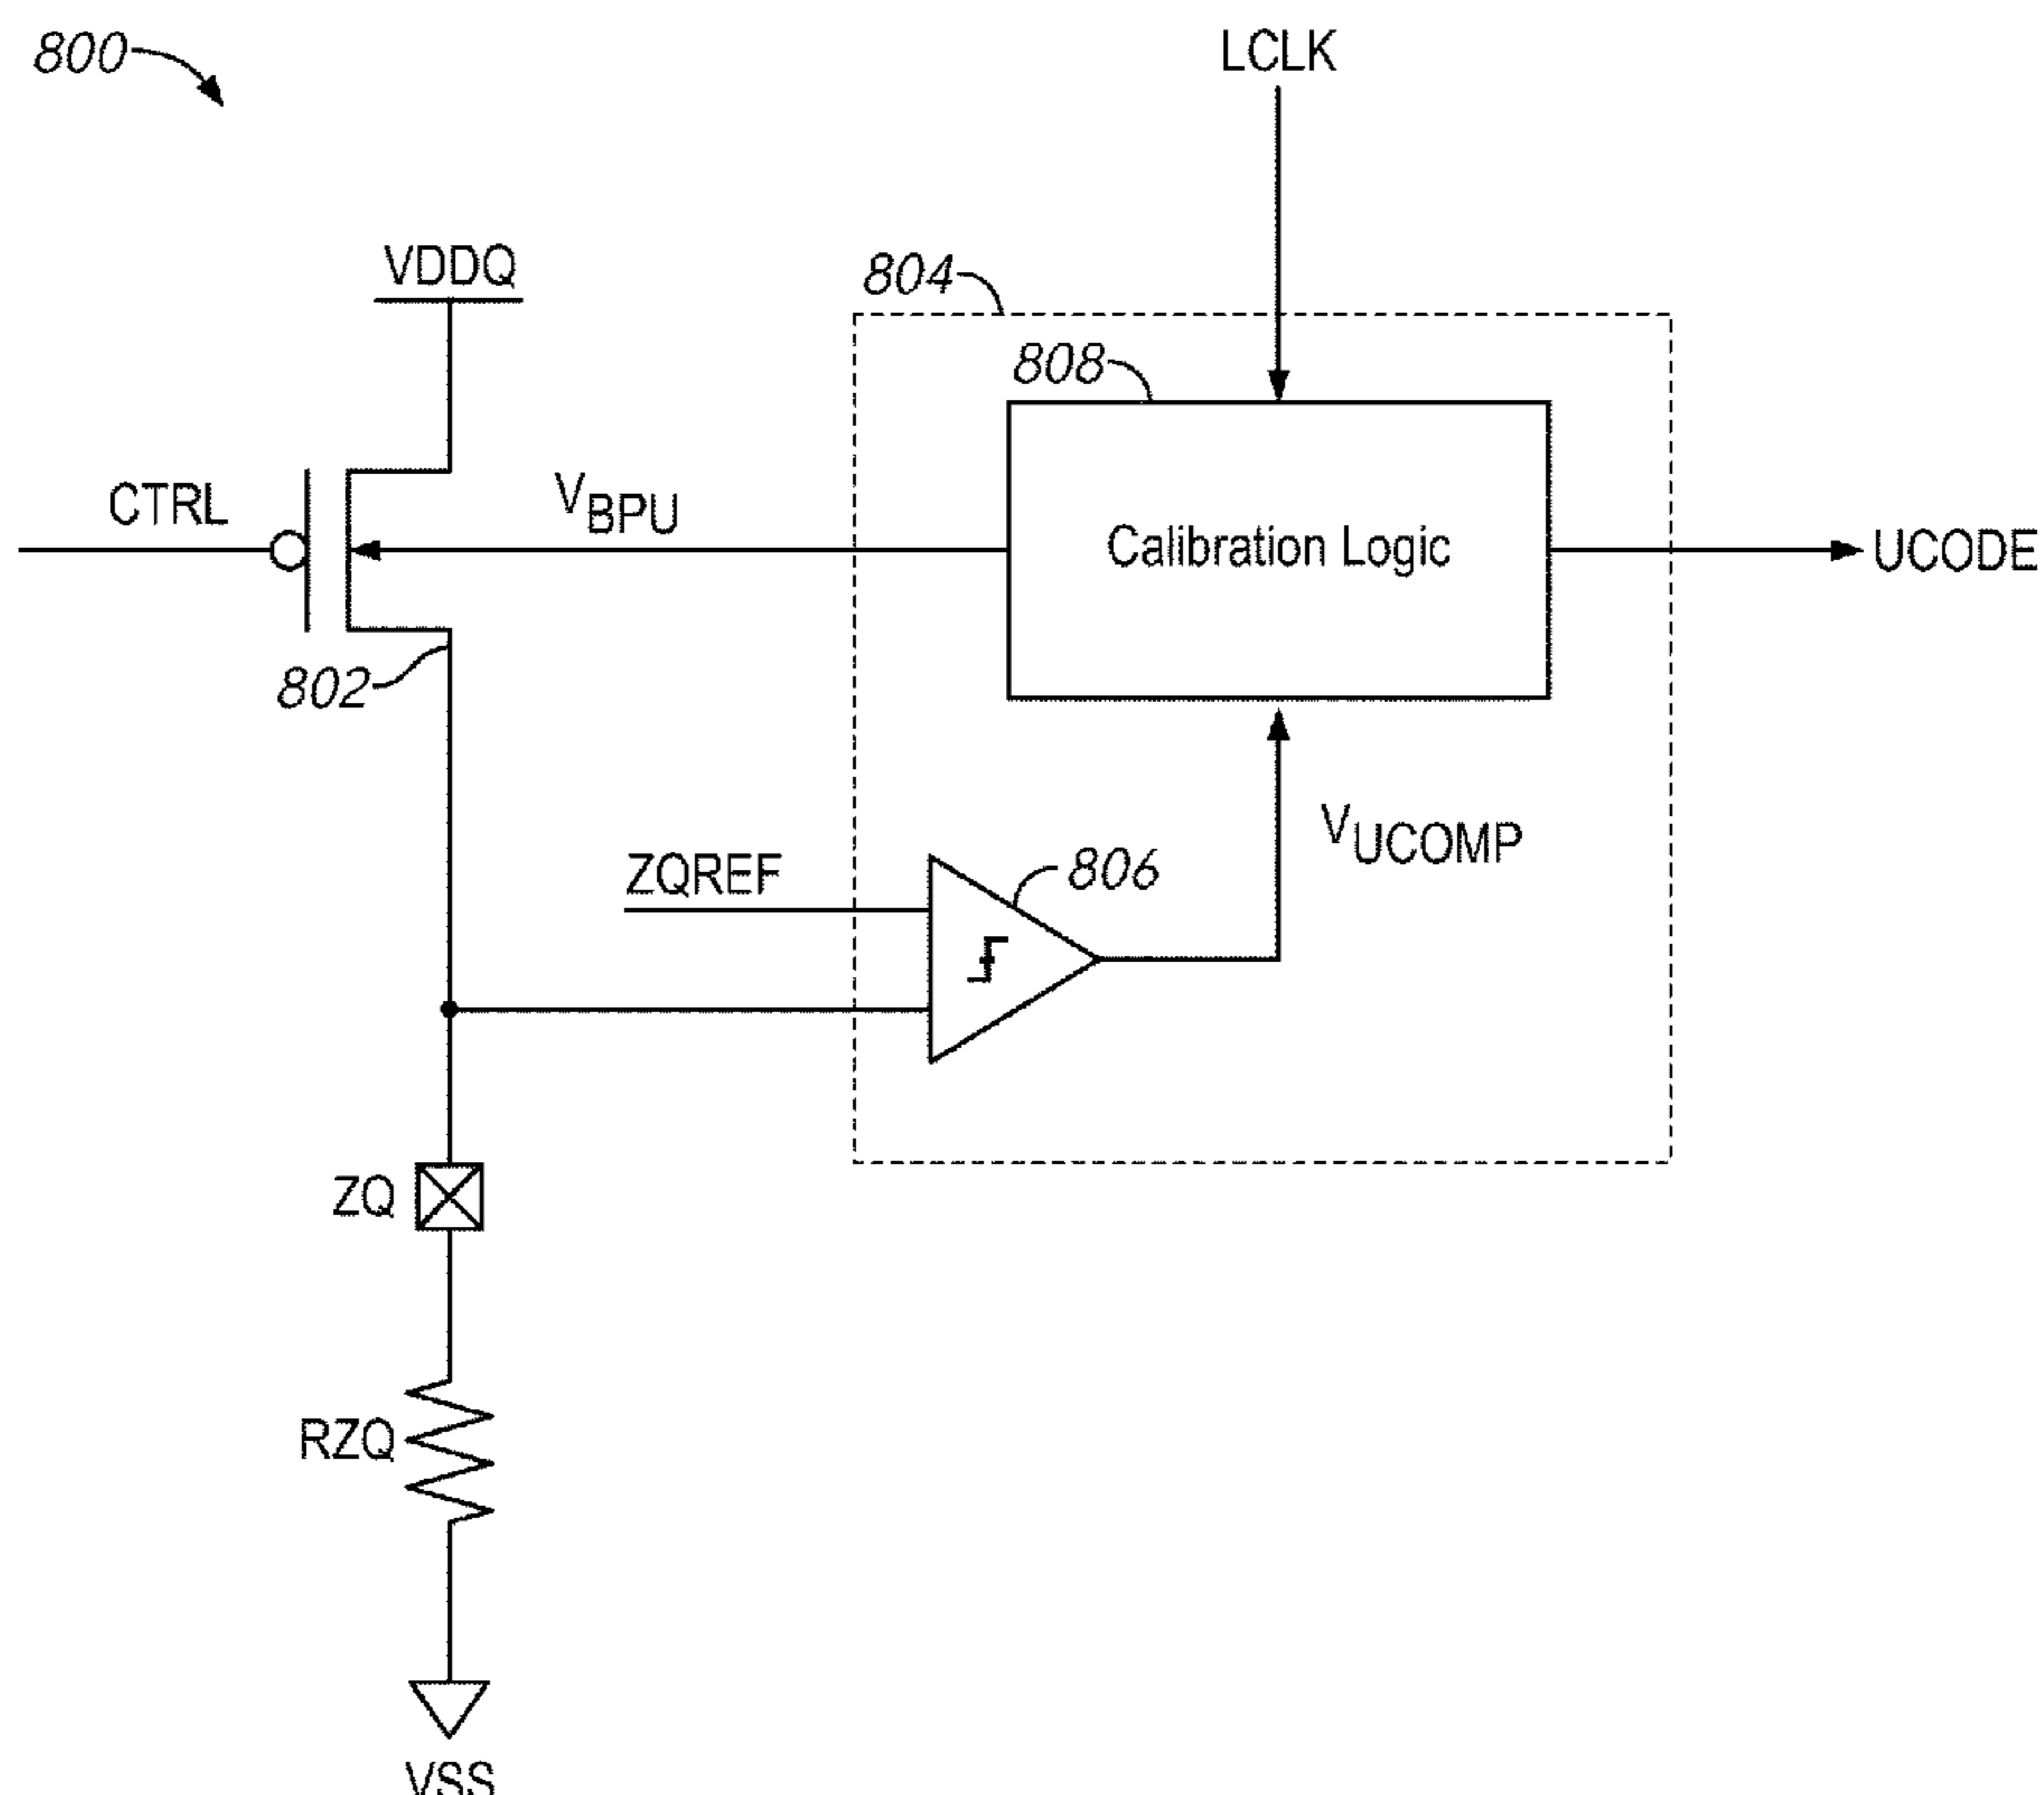 800
LCLK
VDDQ
804
808
CTRL
VBPU
Calibration Logic
UCODE
802
VUCOMP
ZQREF
806
ZQ
RZQ
VSS